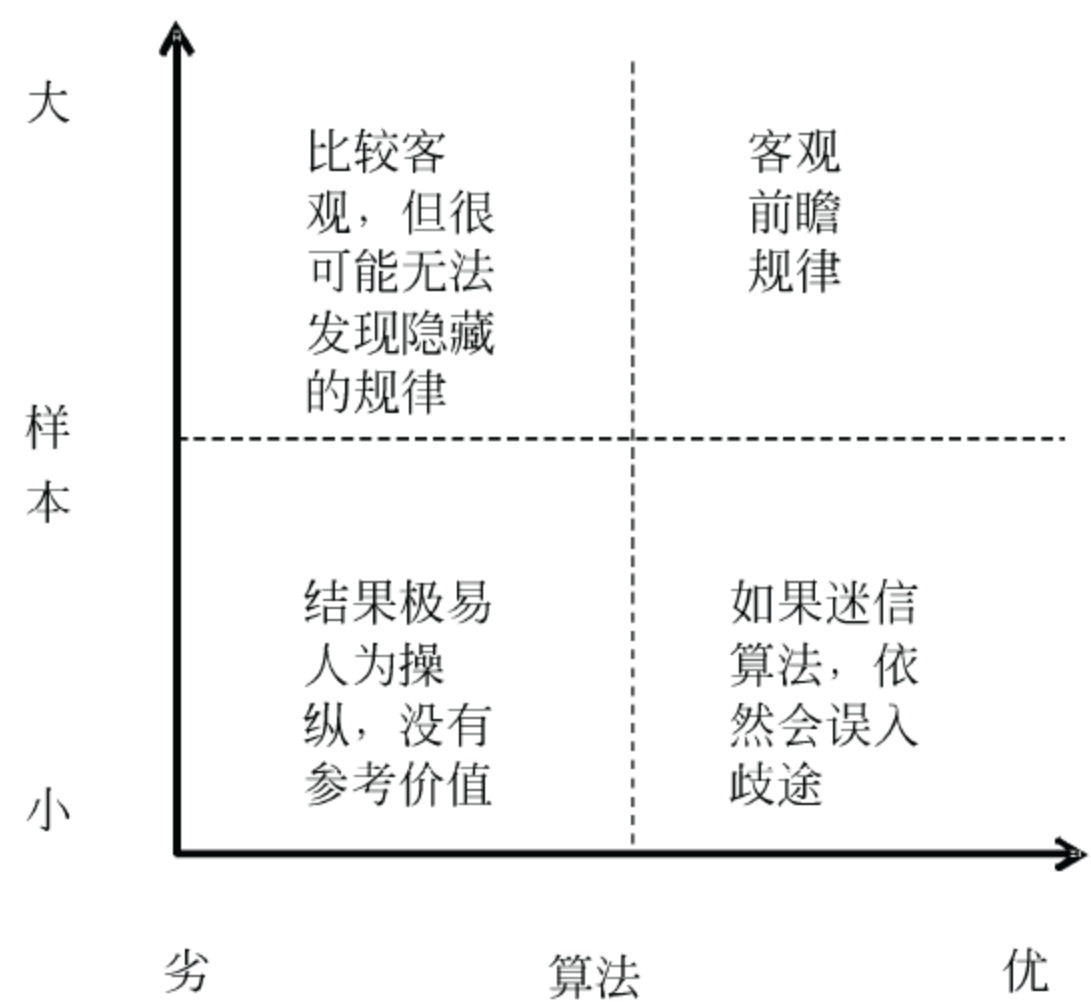 大
比较客
观，但很
可能无法
发现隐藏
的规律
客观
前瞻
规律
样
本
结果极易
人为操
纵，没有
参考价值
如果迷信
算法，依
然会误入
歧途
小
劣
算法
优